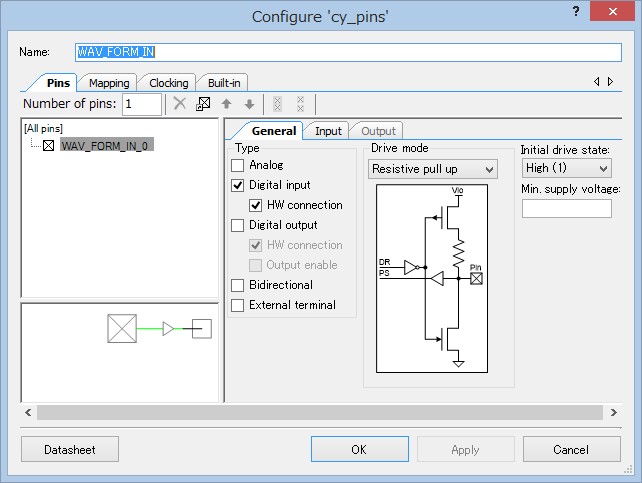 Configure 'cy_pins'
?
Name:
WAV_FORM_IN
Pins
Mapping
Clocking
Built-in
Number of pins:
1
[All pins]
WAV_FORM_IN_0
General
Input
Output
Type
Analog
Digital input
HW connection
Digital output
HW connection
Output enable
Bidirectional
External terminal
Drive mode
Resistive pull up
Vio
DR
PS
Pin
Initial drive state:
High (1)
Min. supply voltage:
Datasheet
OK
Apply
Cancel